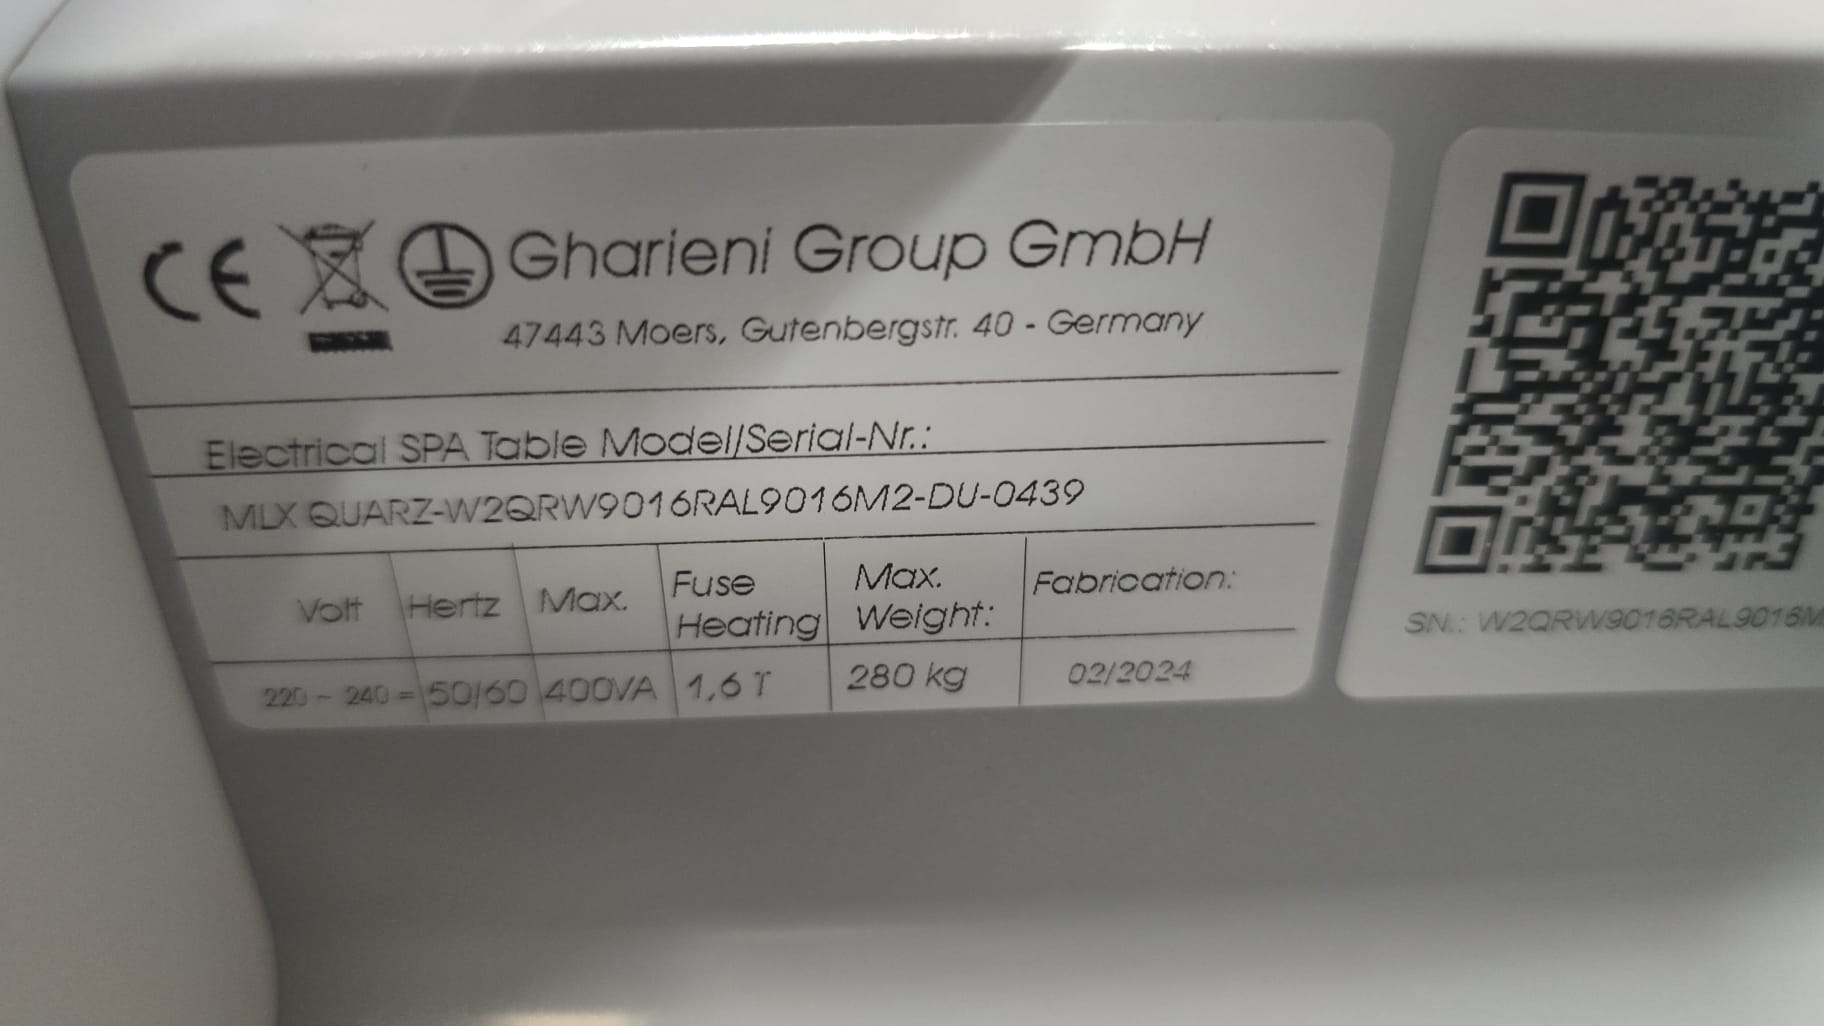 CE Gharieni Group GmbH
47443 Moers, Gutenbergstr. 40 - Germany
Electrical SPA Table Model/Serial-Nr.:
MLX QUARZ-W2QRW9016RAL9016M2-DU-0439
Volt Hertz Max. Fuse Heating Max. Weight: Fabrication:
220 ~ 240 = 50/60 400VA 1,6 T 280 kg 02/2024
SN.: W2QRW9016RAL9016M